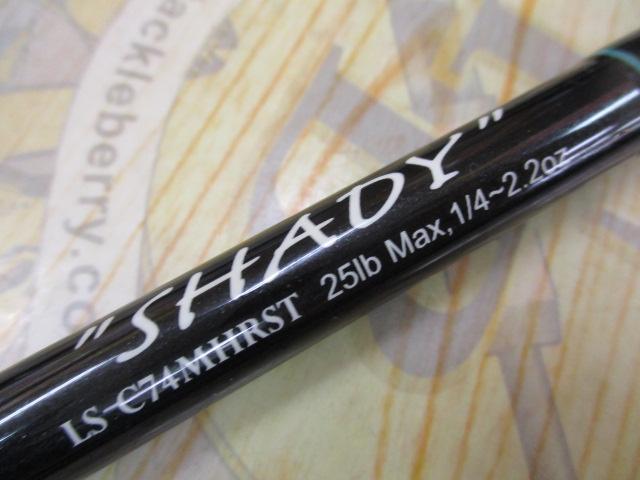 "SHADY"
LS-C74MHRST 25lb Max, 1/4~2.2oz
ackleberry.co